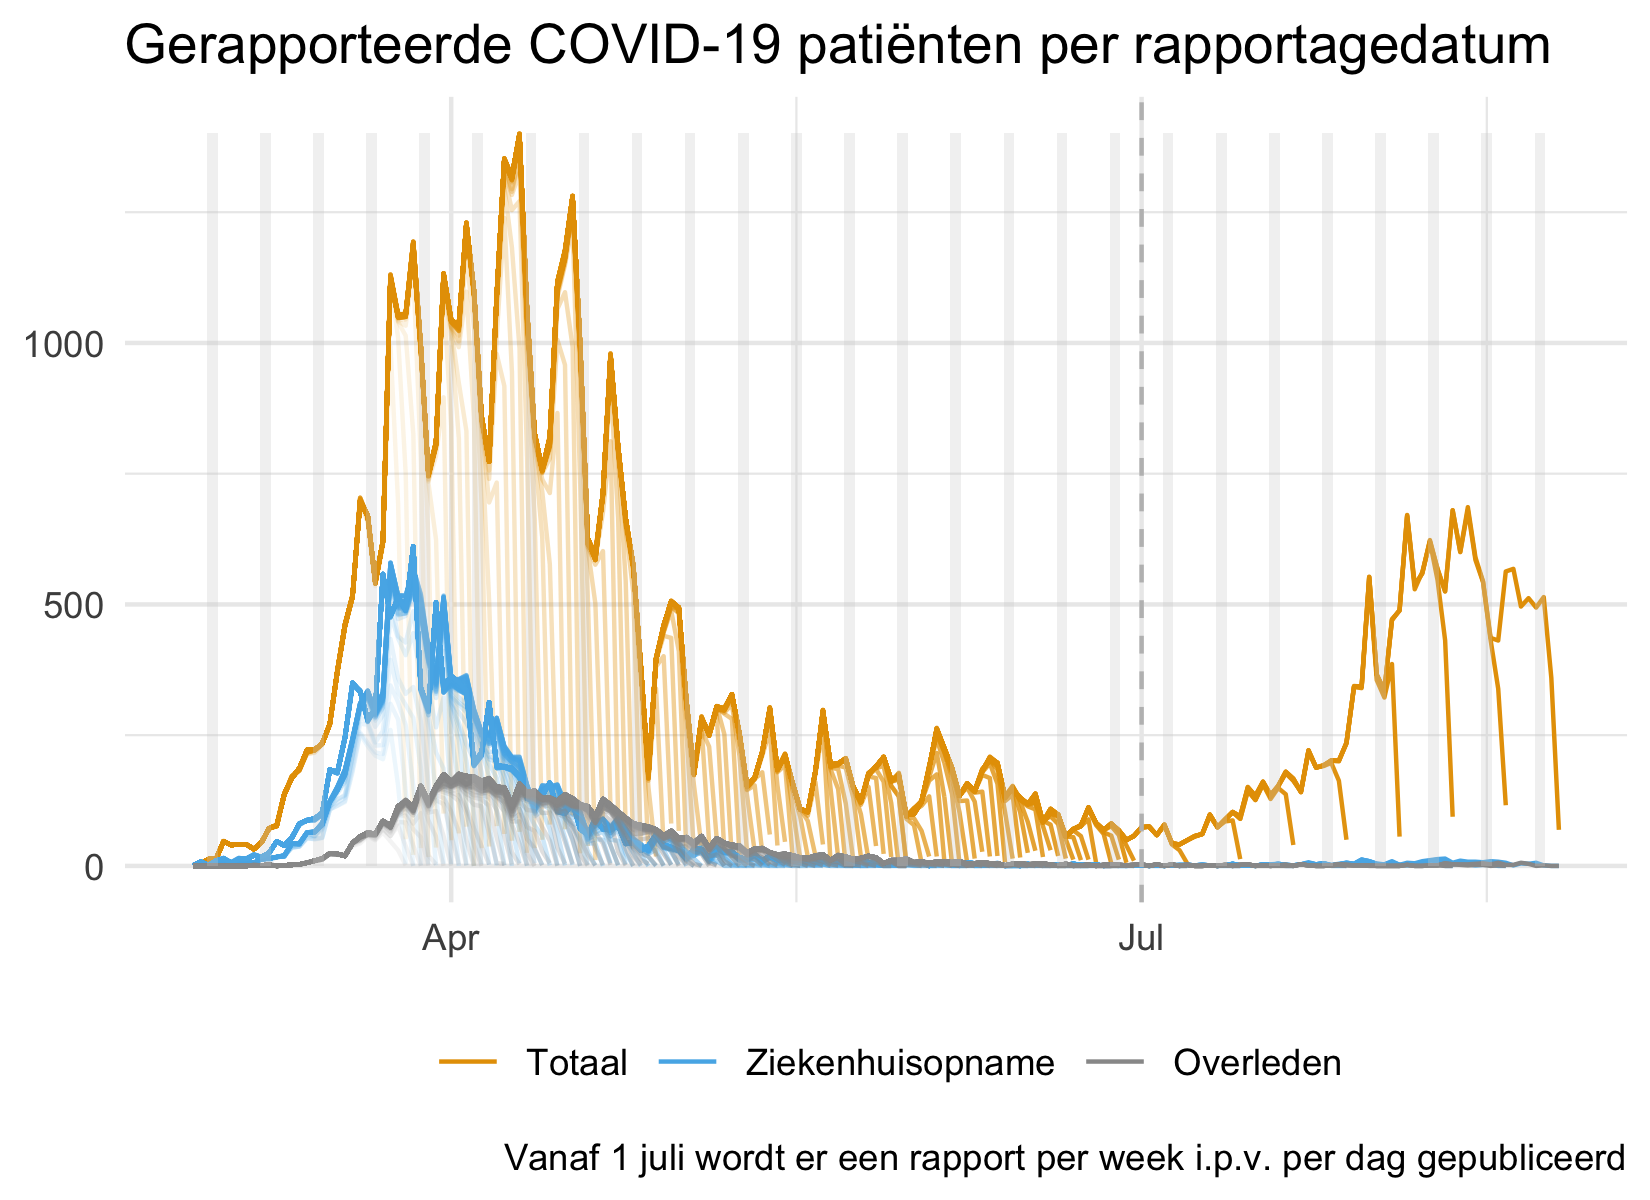 Gerapporteerde COVID-19 patiënten per rapportagedatum
1000
500
0
Apr
Jul
Totaal
Ziekenhuisopname
Overleden
Vanaf 1 juli wordt er een rapport per week i.p.v. per dag gepubliceerd